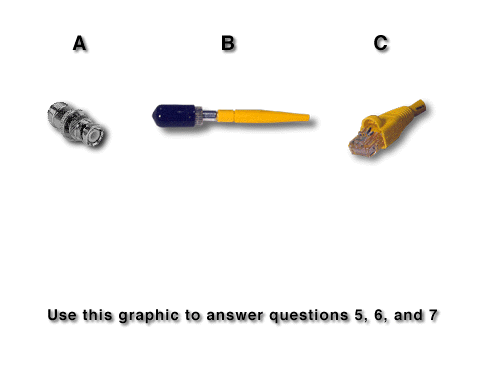 A B C
Use this graphic to answer questions 5, 6, and 7